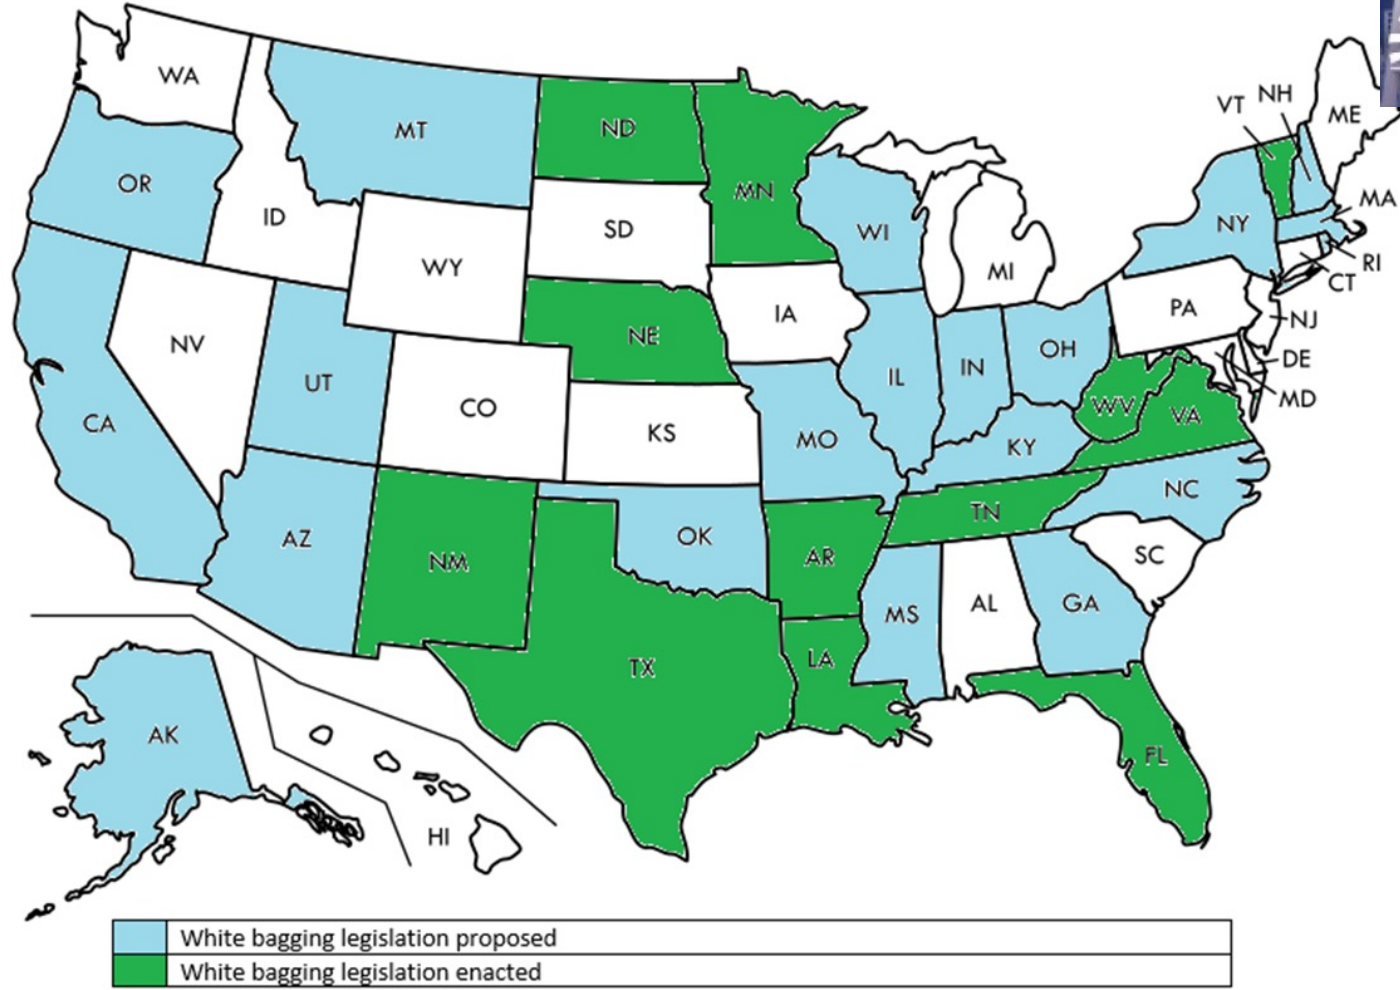 WA
MT
ND
MN
VT
NH
ME
OR
ID
SD
WI
NY
MA
WY
MI
RI
CT
NV
IA
PA
NJ
NE
OH
DE
UT
IL
IN
MD
CO
WV
VA
CA
KS
MO
KY
AZ
NM
OK
TN
NC
AR
SC
MS
AL
GA
TX
LA
AK
FL
HI
White bagging legislation proposed
White bagging legislation enacted